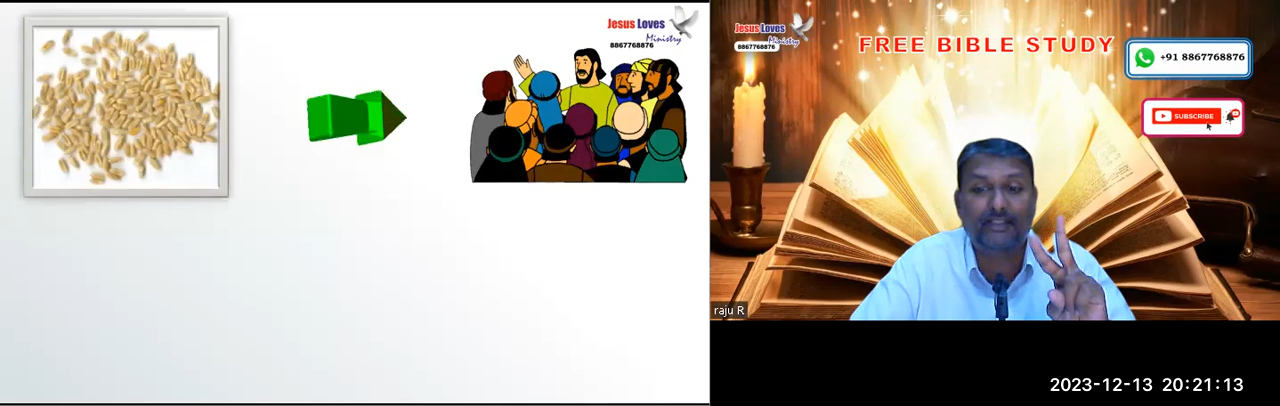 Jesus Loves
Ministry
8867768876
Jesus Loves
Ministry
8867768876
FREE BIBLE STUDY
+91 8867768876
SUBSCRIBE
raju R
2023-12-13 20:21:13